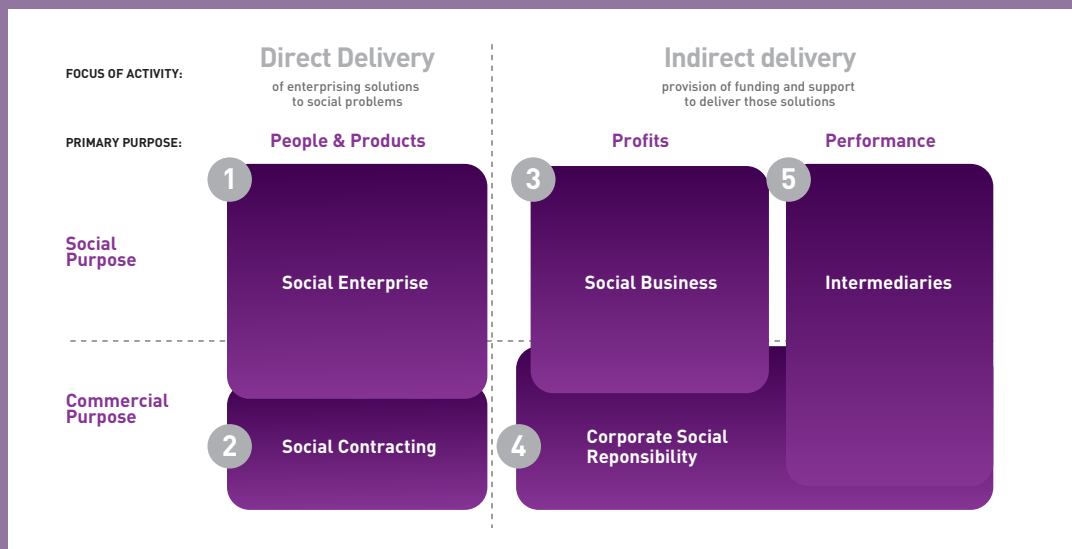 FOCUS OF ACTIVITY:
Direct Delivery
of enterprising solutions
to social problems
Indirect delivery
provision of funding and support
to deliver those solutions
PRIMARY PURPOSE:
People & Products
Profits
Performance
1
3
5
Social
Purpose
Social Enterprise
Social Business
Intermediaries
Commercial
Purpose
2
Social Contracting
4
Corporate Social
Reponsibility